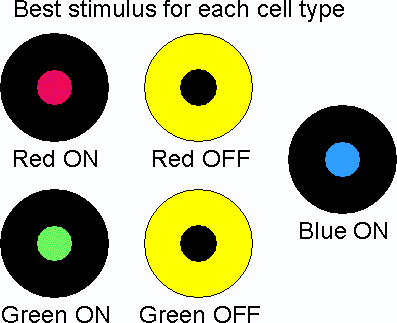 Best stimulus for each cell type
Red ON
Red OFF
Blue ON
Green ON
Green OFF